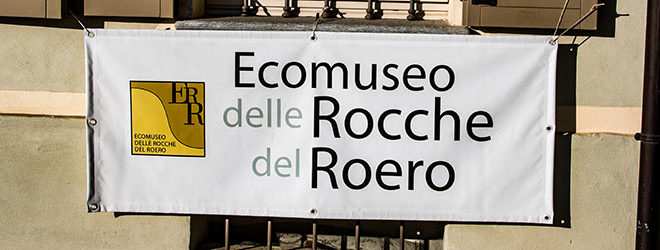 ERR
ECOMUSEO
DELLE ROCCHE
DEL ROERO
Ecomuseo
delle Rocche
del Roero